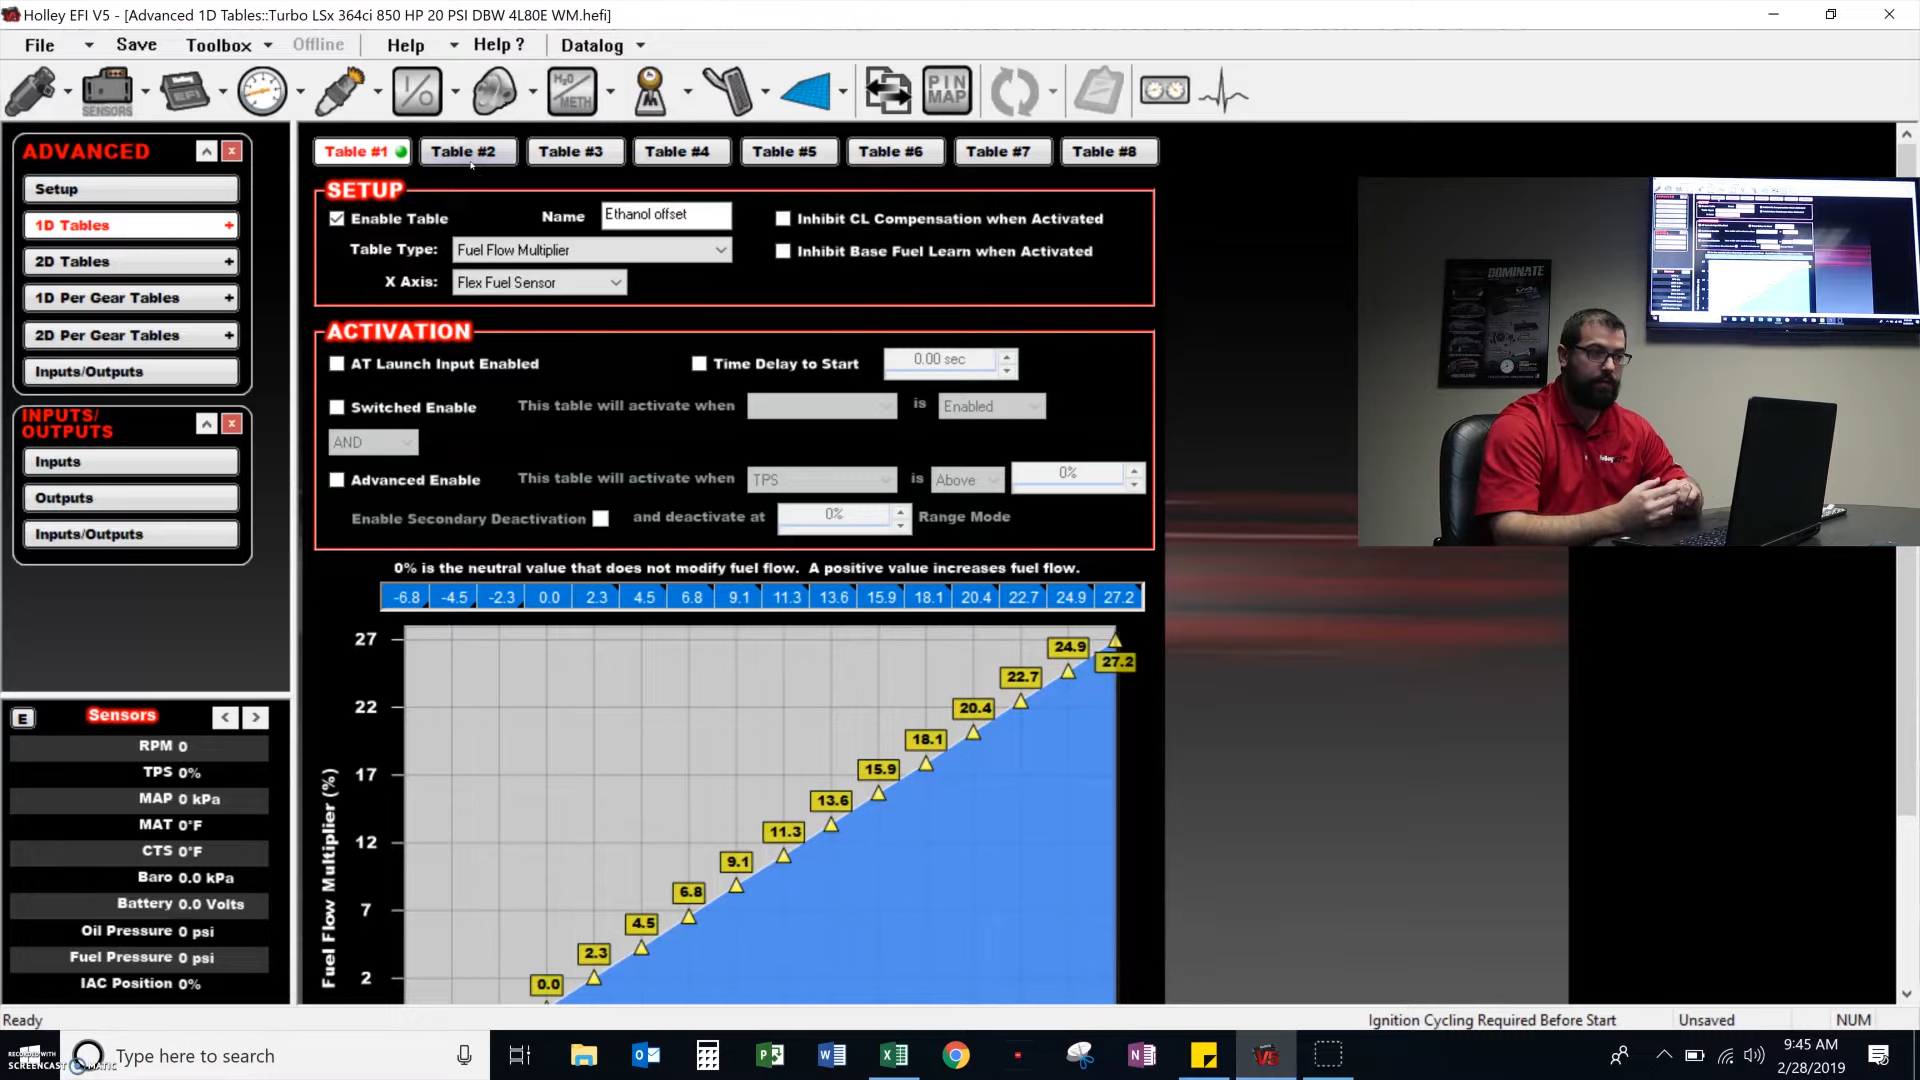 Holley EFI V5 - [Advanced 1D Tables::Turbo LSx 364ci 850 HP 20 PSI DBW 4L80E WM.hefi]
File Save Toolbox Offline Help Help ? Datalog
SENSORS EFI I/O H2O METH PIN MAP
ADVANCED
Setup
1D Tables +
2D Tables +
1D Per Gear Tables +
2D Per Gear Tables +
Inputs/Outputs
INPUTS/
OUTPUTS
Inputs
Outputs
Inputs/Outputs
E Sensors < >
RPM 0
TPS 0%
MAP 0 kPa
MAT 0°F
CTS 0°F
Baro 0.0 kPa
Battery 0.0 Volts
Oil Pressure 0 psi
Fuel Pressure 0 psi
IAC Position 0%
Table #1 Table #2 Table #3 Table #4 Table #5 Table #6 Table #7 Table #8
SETUP
Enable Table Name Ethanol offset Inhibit CL Compensation when Activated
Table Type: Fuel Flow Multiplier Inhibit Base Fuel Learn when Activated
X Axis: Flex Fuel Sensor
ACTIVATION
AT Launch Input Enabled Time Delay to Start 0.00 sec
Switched Enable This table will activate when is Enabled
AND
Advanced Enable This table will activate when TPS is Above 0%
Enable Secondary Deactivation and deactivate at 0% Range Mode
0% is the neutral value that does not modify fuel flow. A positive value increases fuel flow.
-6.8 -4.5 -2.3 0.0 2.3 4.5 6.8 9.1 11.3 13.6 15.9 18.1 20.4 22.7 24.9 27.2
27
22
17
12
7
2
Fuel Flow Multiplier (%)
0.0
2.3
4.5
6.8
9.1
11.3
13.6
15.9
18.1
20.4
22.7
24.9
27.2
DOMINATE
Ready Ignition Cycling Required Before Start Unsaved NUM
RECORDED WITH
SCREENCAST MATIC
Type here to search
V5
9:45 AM
2/28/2019